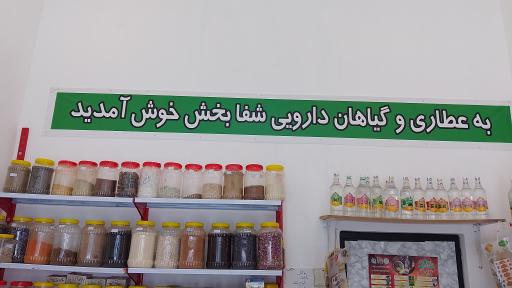 به عطاری و گیاهان دارویی شفا بخش خوش آمدید